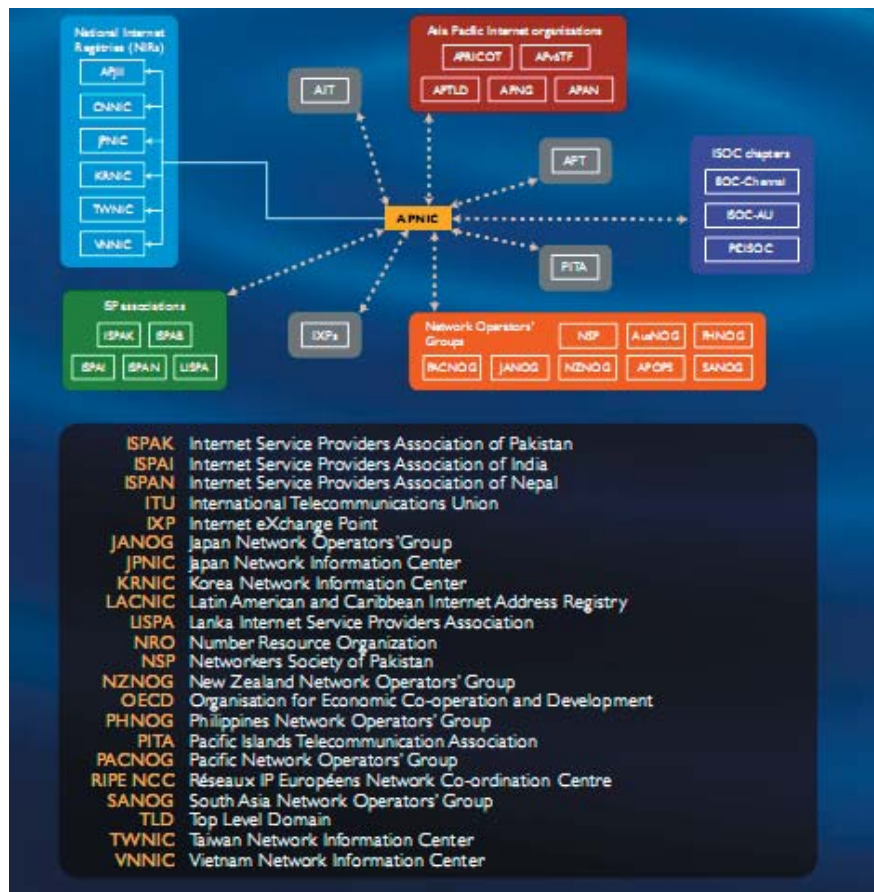 National Internet
Registries (NIRs)
APJII
CNNIC
JPNIC
KRNIC
TWNIC
VNNIC
Asia Pacific Internet organizations
APRICOT
APv6TF
APTLD
APNG
APAN
AIT
APT
ISOC chapters
ISOC-AU
PICISOC
APNIC
PITA
ISP associations
ISPAK
ISPAB
ISPAI
ISPAN
LISPA
IXPs
Network Operators'
Groups
NSP
AusNOG
PHNOG
PACNOG
JANOG
NZNOG
APOPS
SANOG
ISPAK Internet Service Providers Association of Pakistan
ISPAI Internet Service Providers Association of India
ISPAN Internet Service Providers Association of Nepal
ITU International Telecommunications Union
IXP Internet eXchange Point
JANOG Japan Network Operators' Group
JPNIC Japan Network Information Center
KRNIC Korea Network Information Center
LACNIC Latin American and Caribbean Internet Address Registry
LISPA Lanka Internet Service Providers Association
NRO Number Resource Organization
NSP Networkers Society of Pakistan
NZNOG New Zealand Network Operators' Group
OECD Organisation for Economic Co-operation and Development
PHNOG Philippines Network Operators' Group
PITA Pacific Islands Telecommunication Association
PACNOG Pacific Network Operators' Group
RIPE NCC Réseaux IP Européens Network Co-ordination Centre
SANOG South Asia Network Operators' Group
TLD Top Level Domain
TWNIC Taiwan Network Information Center
VNNIC Vietnam Network Information Center